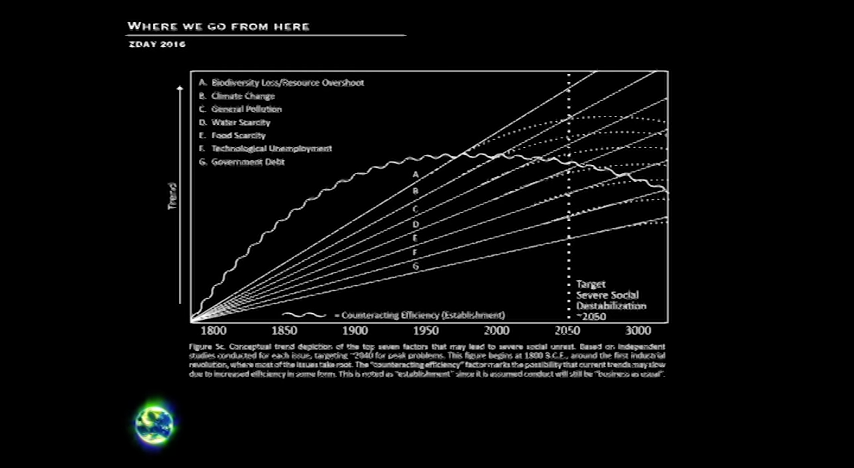 WHERE WE GO FROM HERE
ZDAY 2016
A. Biodiversity Loss/Resource Overshoot
B. Climate Change
C. General Pollution
D. Water Scarcity
E. Food Scarcity
F. Technological Unemployment
G. Government Debt
Trend
A
B
C
D
E
F
G
Target
Severe Social
Destabilization
~2050
= Counteracting Efficiency (Establishment)
1800 1850 1900 1950 2000 2050 3000
Figure 5c. Conceptual trend depiction of the top seven factors that may lead to severe social unrest. Based on independent
studies conducted for each issue, targeting ~2040 for peak problems. This figure begins at 1800 B.C.E., around the first industrial
revolution, where most of the issues take root. The "counteracting efficiency" factor marks the possibility that current trends may slow
due to increased efficiency in some form. This is noted as "establishment" since it is assumed conduct will still be "business as usual".